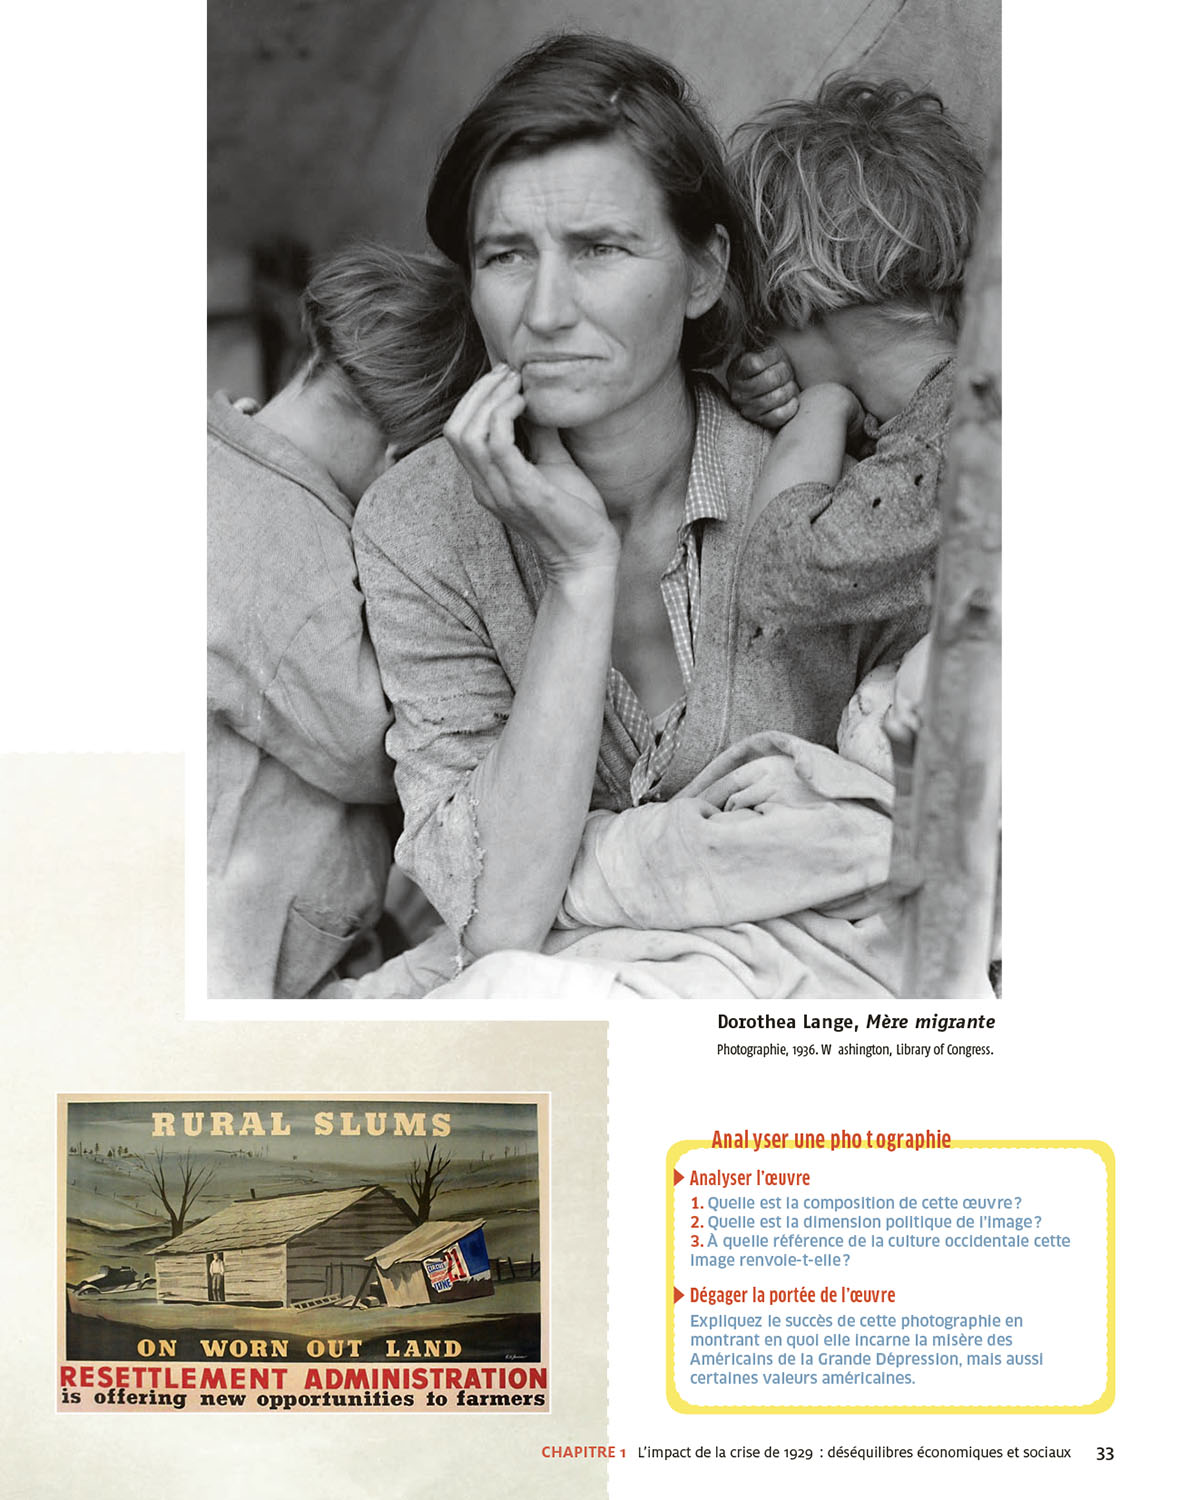 Dorothea Lange, Mère migrante
Photographie, 1936. W ashington, Library of Congress.
RURAL SLUMS
ON WORN OUT LAND
RESETTLEMENT ADMINISTRATION
is offering new opportunities to farmers
Anal yser une pho t ographie
Analyser l'œuvre
1. Quelle est la composition de cette œuvre ?
2. Quelle est la dimension politique de l'image ?
3. À quelle référence de la culture occidentale cette
image renvoie-t-elle ?
Dégager la portée de l'œuvre
Expliquez le succès de cette photographie en
montrant en quoi elle incarne la misère des
Américains de la Grande Dépression, mais aussi
certaines valeurs américaines.
CHAPITRE 1 L'impact de la crise de 1929 : déséquilibres économiques et sociaux 33